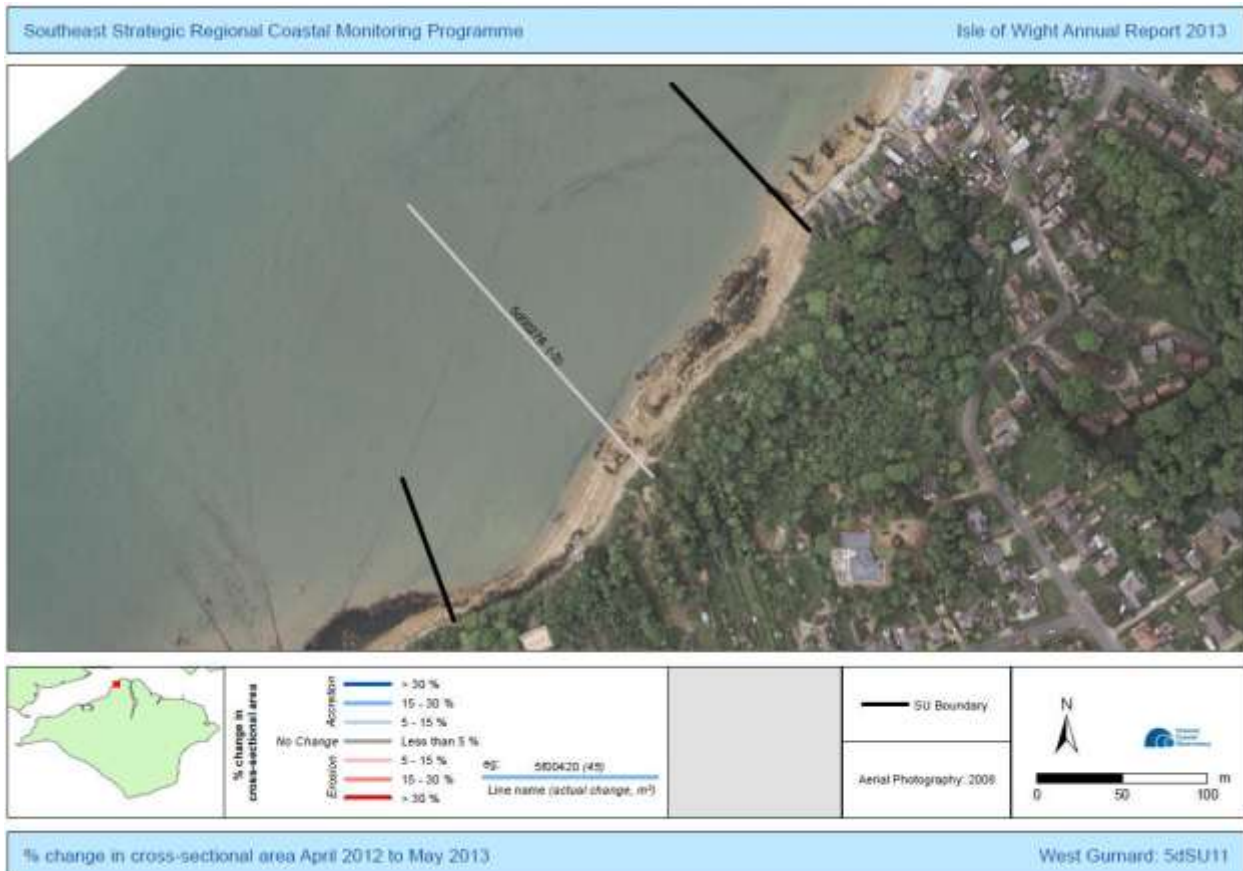 Southeast Strategic Regional Coastal Monitoring Programme
Isle of Wight Annual Report 2013
% change in cross-sectional area
Accretion
No Change
Erosion
> 30 %
15 - 30 %
5 - 15 %
Less than 5 %
5 - 15 %
15 - 30 %
> 30 %
eg: 5f00420 (45)
Line name (actual change, m²)
SU Boundary
Aerial Photography: 2008
N
m
0 50 100
% change in cross-sectional area April 2012 to May 2013
West Gurnard: 5dSU11